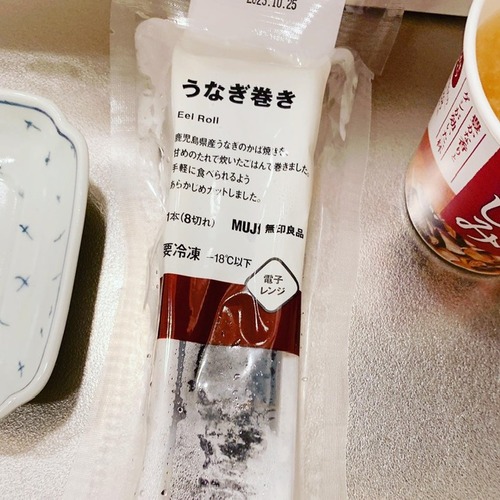 2023.10.25
うなぎ巻き
Eel Roll
鹿児島県産うなぎのかば焼きを、
甘めのたれで炊いたごはんで巻きました。
手軽に食べられるよう
あらかじめカットしました。
1本(8切れ) MUJI 無印良品
要冷凍 －18℃以下
電子
レンジ